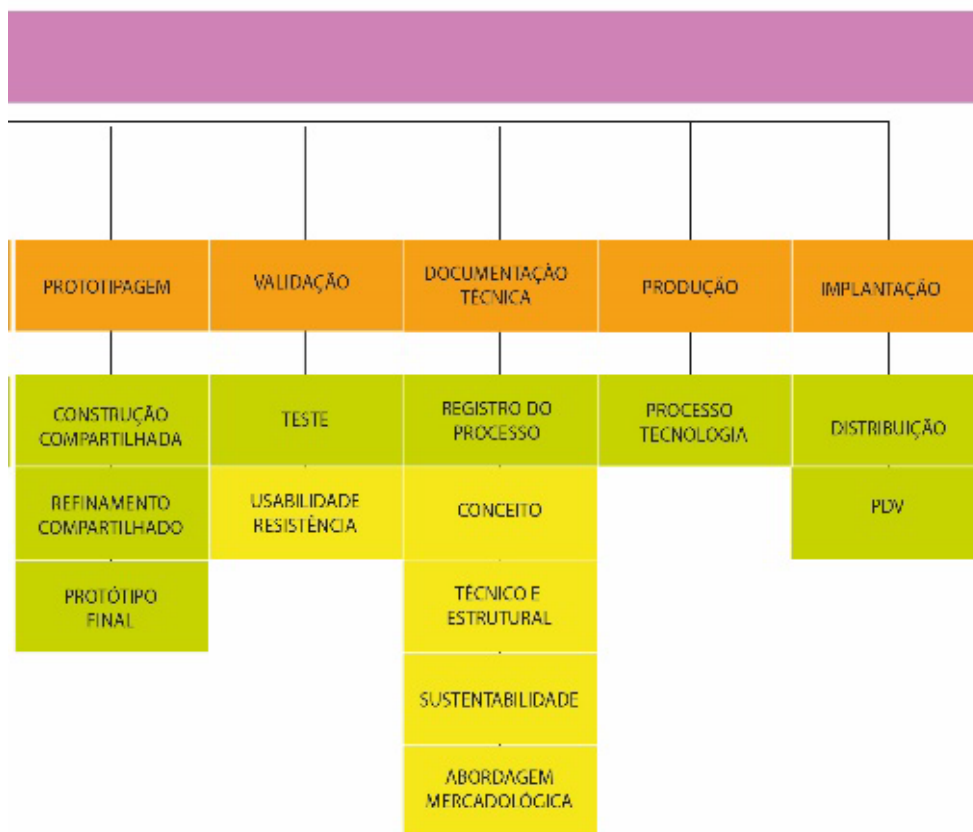 PROTOTIPAGEM
VALIDAÇÃO
DOCUMENTAÇÃO
TÉCNICA
PRODUÇÃO
IMPLANTAÇÃO
CONSTRUÇÃO
COMPARTILHADA
TESTE
REGISTRO DO
PROCESSO
PROCESSO
TECNOLOGIA
DISTRIBUIÇÃO
REFINAMENTO
COMPARTILHADO
USABILIDADE
RESISTÊNCIA
CONCEITO
PDV
PROTÓTIPO
FINAL
TÉCNICO E
ESTRUTURAL
SUSTENTABILIDADE
ABORDAGEM
MERCADOLÓGICA